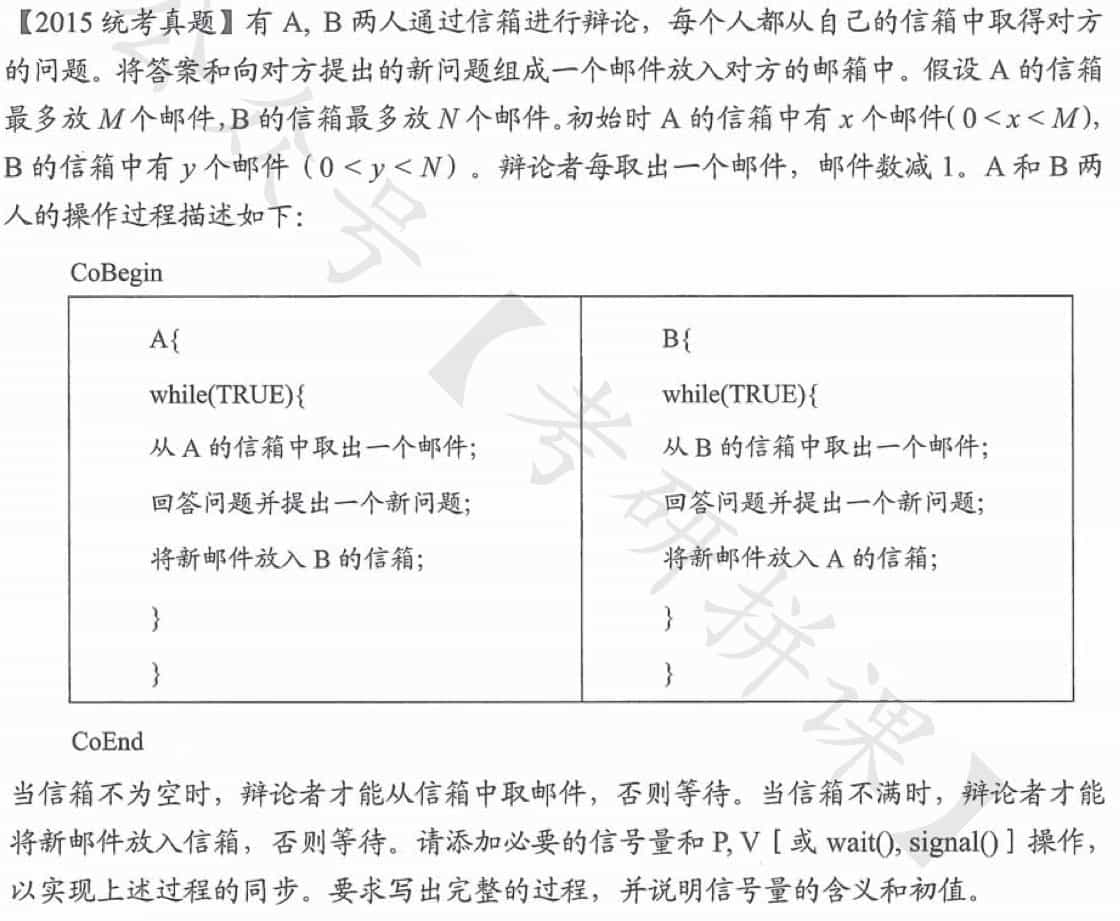 【2015 统考真题】有 A, B 两人通过信箱进行辩论，每个人都从自己的信箱中取得对方
的问题。将答案和向对方提出的新问题组成一个邮件放入对方的邮箱中。假设 A 的信箱
最多放 M 个邮件,B 的信箱最多放 N 个邮件。初始时 A 的信箱中有 x 个邮件( 0 < x < M),
B 的信箱中有 y 个邮件（0 < y < N）。辩论者每取出一个邮件，邮件数减 1。A 和 B 两
人的操作过程描述如下：
CoBegin
A{
while(TRUE){
从 A 的信箱中取出一个邮件;
回答问题并提出一个新问题;
将新邮件放入 B 的信箱;
}
}
B{
while(TRUE){
从 B 的信箱中取出一个邮件;
回答问题并提出一个新问题;
将新邮件放入 A 的信箱;
}
}
CoEnd
当信箱不为空时，辩论者才能从信箱中取邮件，否则等待。当信箱不满时，辩论者才能
将新邮件放入信箱，否则等待。请添加必要的信号量和 P, V［或 wait(), signal()］操作，
以实现上述过程的同步。要求写出完整的过程，并说明信号量的含义和初值。
公众号【考研拼课】